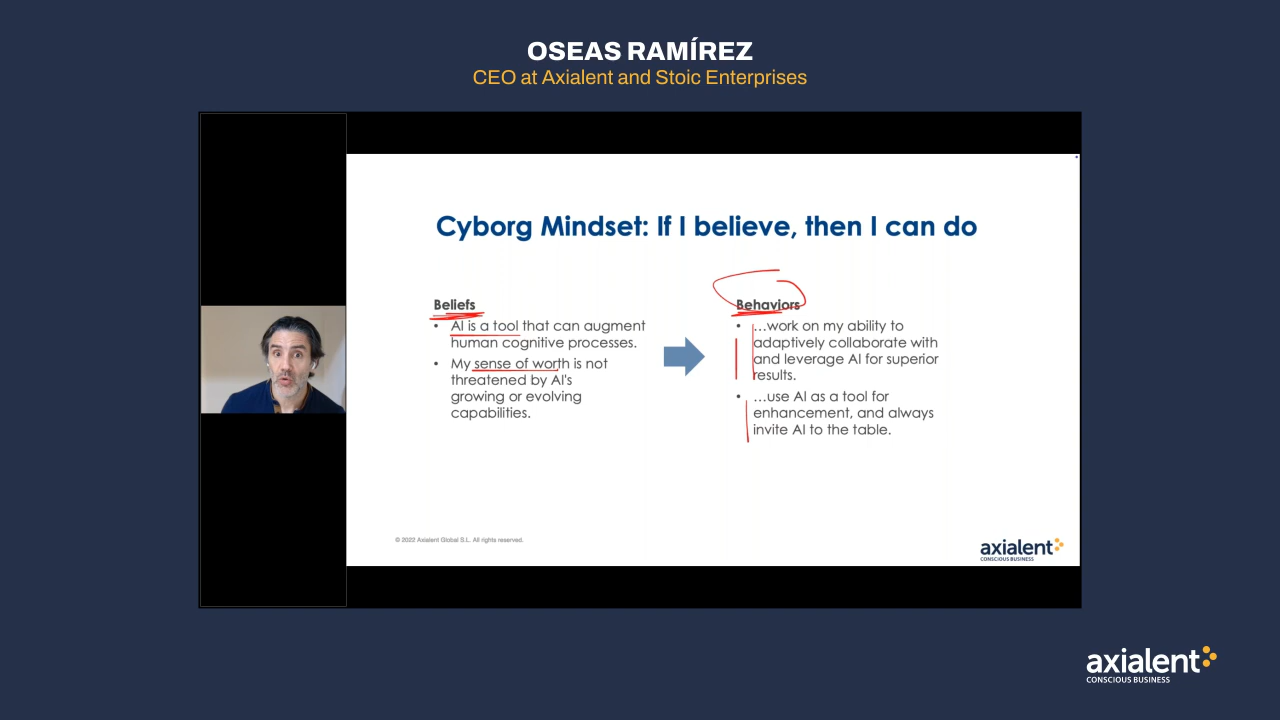 OSEAS RAMÍREZ
CEO at Axialent and Stoic Enterprises
Cyborg Mindset: If I believe, then I can do
Beliefs
• AI is a tool that can augment
human cognitive processes.
• My sense of worth is not
threatened by AI's
growing or evolving
capabilities.
Behaviors
• …work on my ability to
adaptively collaborate with
and leverage AI for superior
results.
• …use AI as a tool for
enhancement, and always
invite AI to the table.
© 2022 Axialent Global S.L. All rights reserved.
axialent
CONSCIOUS BUSINESS
axialent
CONSCIOUS BUSINESS